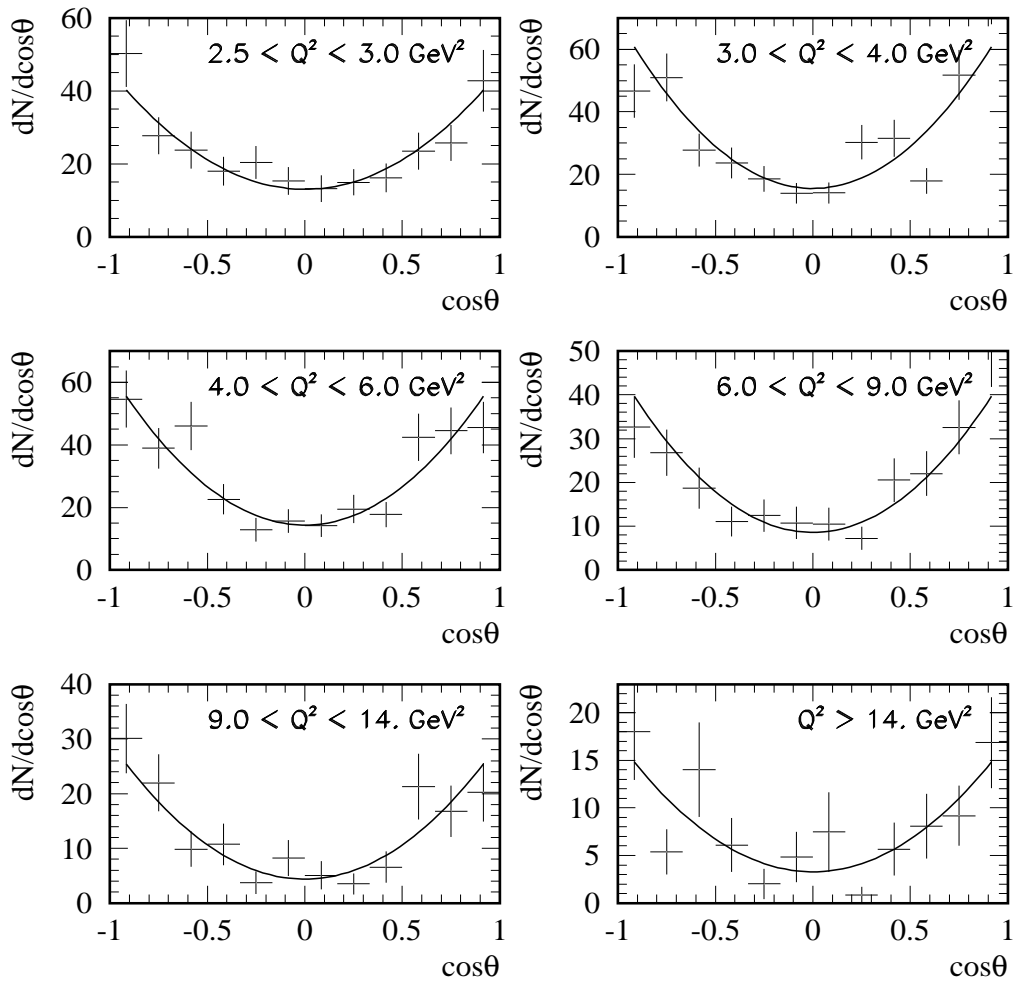 dN/dcosθ
2.5 < Q² < 3.0 GeV²
60
40
20
0
-1 -0.5 0 0.5 1
cosθ
dN/dcosθ
3.0 < Q² < 4.0 GeV²
60
40
20
0
-1 -0.5 0 0.5 1
cosθ
dN/dcosθ
4.0 < Q² < 6.0 GeV²
60
40
20
0
-1 -0.5 0 0.5 1
cosθ
dN/dcosθ
6.0 < Q² < 9.0 GeV²
50
40
30
20
10
0
-1 -0.5 0 0.5 1
cosθ
dN/dcosθ
9.0 < Q² < 14. GeV²
40
30
20
10
0
-1 -0.5 0 0.5 1
cosθ
dN/dcosθ
Q² > 14. GeV²
20
15
10
5
0
-1 -0.5 0 0.5 1
cosθ